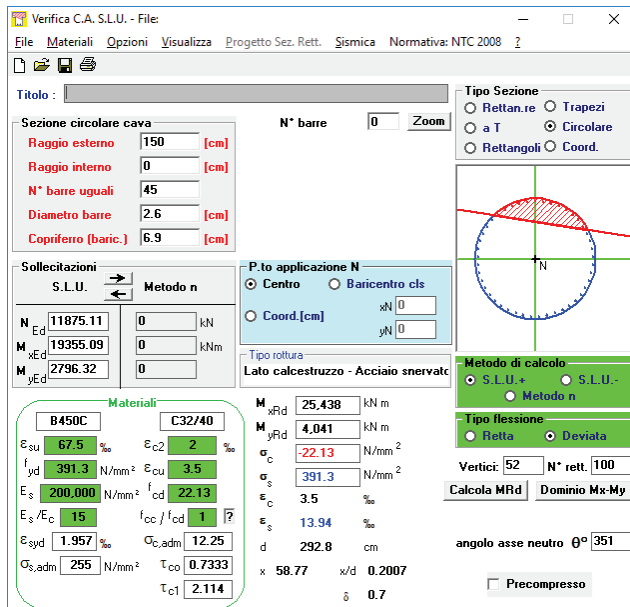 Verifica C.A. S.L.U. - File:
File Materiali Opzioni Visualizza Progetto Sez. Rett. Sismica Normativa: NTC 2008 ?
Titolo :
Sezione circolare cava
Raggio esterno 150 [cm]
Raggio interno 0 [cm]
N° barre uguali 45
Diametro barre 2.6 [cm]
Copriferro (baric.) 6.9 [cm]
N° barre 0 Zoom
Tipo Sezione
Rettan.re Trapezi
a T Circolare
Rettangoli Coord.
N
Sollecitazioni
S.L.U. Metodo n
N Ed 11875.11 0 kN
M xEd 19355.09 0 kNm
M yEd 2796.32 0
P.to applicazione N
Centro Baricentro cls
Coord.[cm] xN 0
yN 0
Tipo rottura
Lato calcestruzzo - Acciaio snervato
Metodo di calcolo
S.L.U.+ S.L.U.-
Metodo n
Tipo flessione
Retta Deviata
Materiali
B450C C32/40
ε su 67.5 ‰ ε c2 2 ‰
f yd 391.3 N/mm² ε cu 3.5
E s 200,000 N/mm² f cd 22.13
E s /E c 15 f cc / f cd 1 ?
ε syd 1.957 ‰ σ c,adm 12.25
σ s,adm 255 N/mm² τ co 0.7333
τ c1 2.114
M xRd 25,438 kN m
M yRd 4,041 kN m
σ c -22.13 N/mm²
σ s 391.3 N/mm²
ε c 3.5 ‰
ε s 13.94 ‰
d 292.8 cm
x 58.77 x/d 0.2007
δ 0.7
Vertici: 52 N° rett. 100
Calcola MRd Dominio Mx-My
angolo asse neutro θ° 351
Precompresso